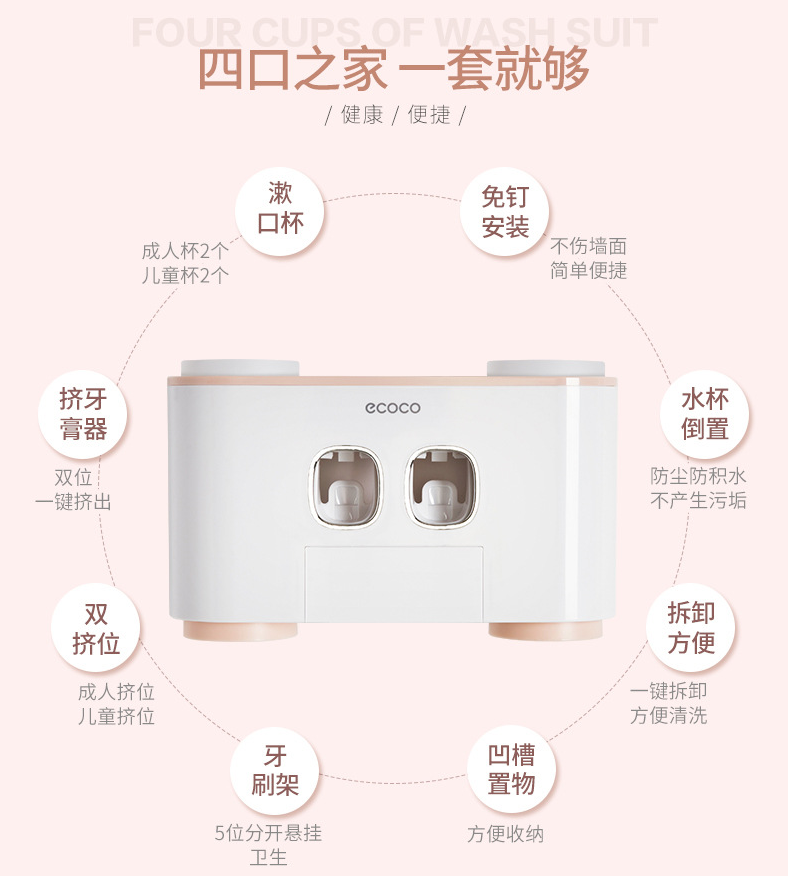 FOUR CUPS OF WASH SUIT
四口之家 一套就够
/ 健康 / 便捷 /
漱
口杯
成人杯2个
儿童杯2个
免钉
安装
不伤墙面
简单便捷
挤牙
膏器
双位
一键挤出
ecoco
水杯
倒置
防尘防积水
不产生污垢
双
挤位
成人挤位
儿童挤位
拆卸
方便
一键拆卸
方便清洗
牙
刷架
5位分开悬挂
卫生
凹槽
置物
方便收纳